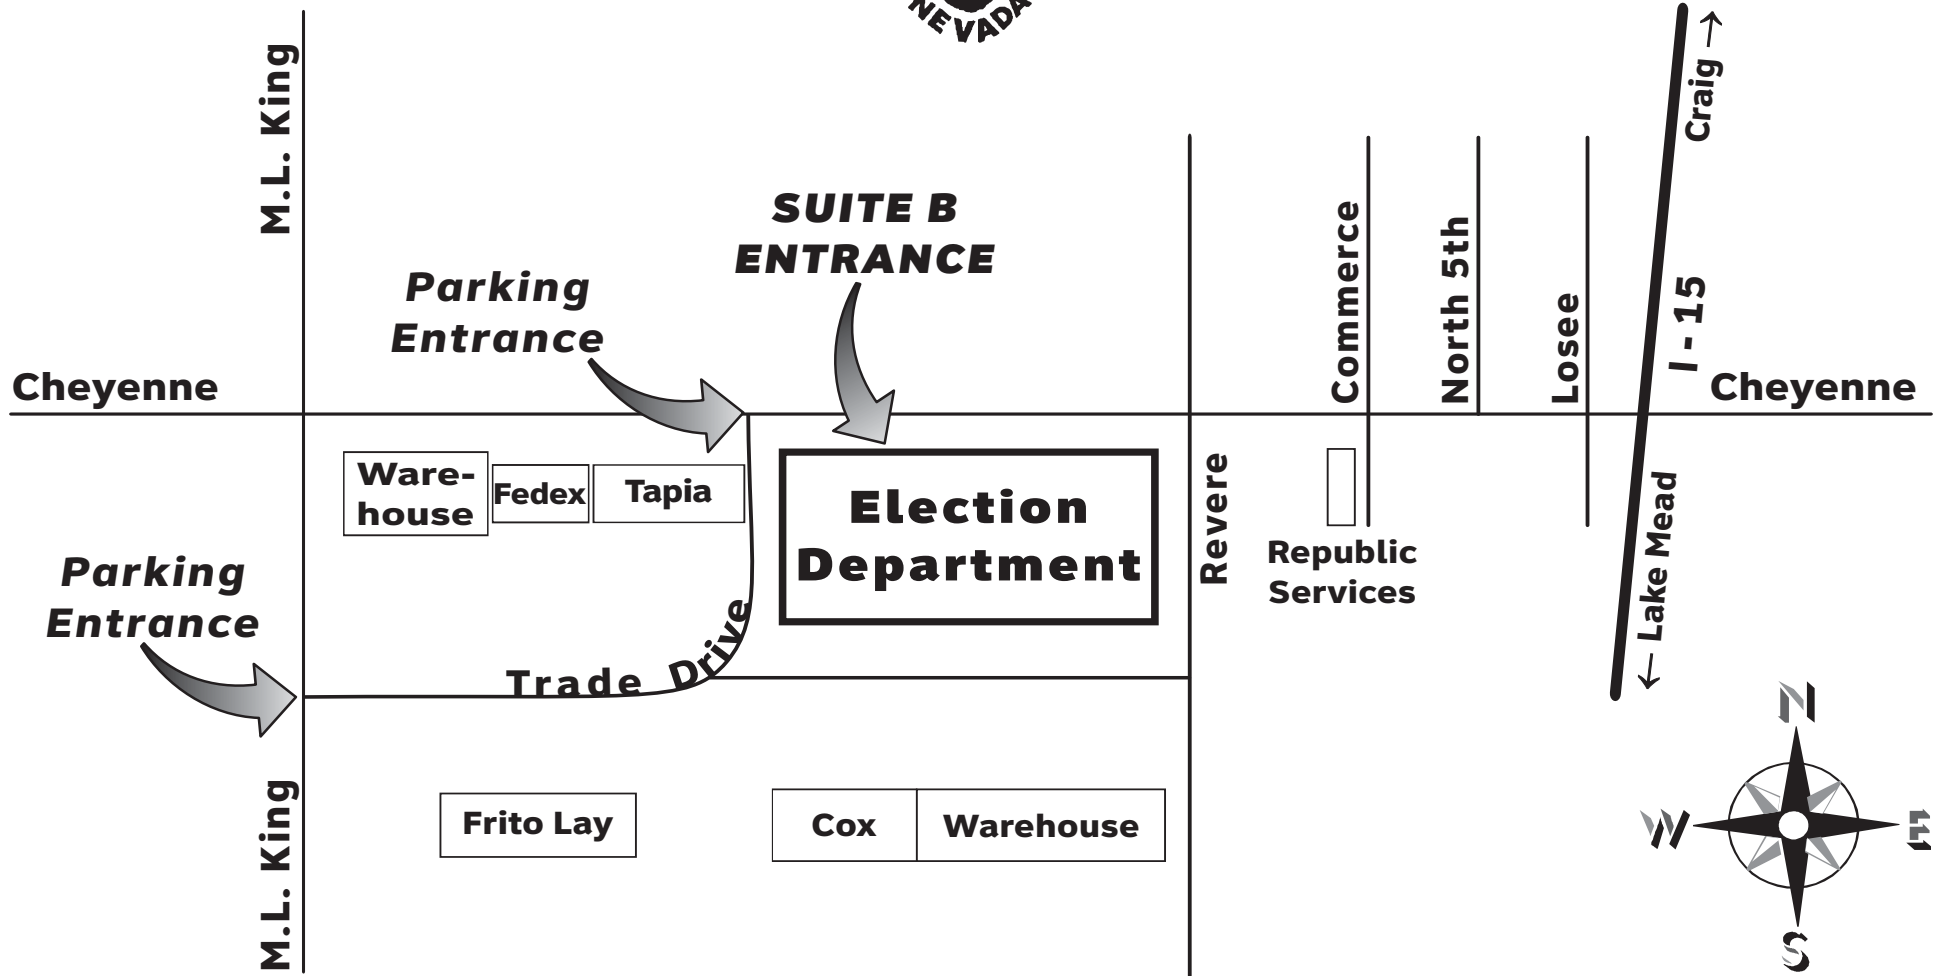 NEVADA
M.L. King
Craig →
SUITE B
ENTRANCE
Parking
Entrance
Commerce
North 5th
Losee
I-15
Cheyenne
Cheyenne
Ware-
house
Fedex
Tapia
Election
Department
Revere
Republic
Services
← Lake Mead
Parking
Entrance
Trade Drive
N
W
E
S
M.L. King
Frito Lay
Cox
Warehouse